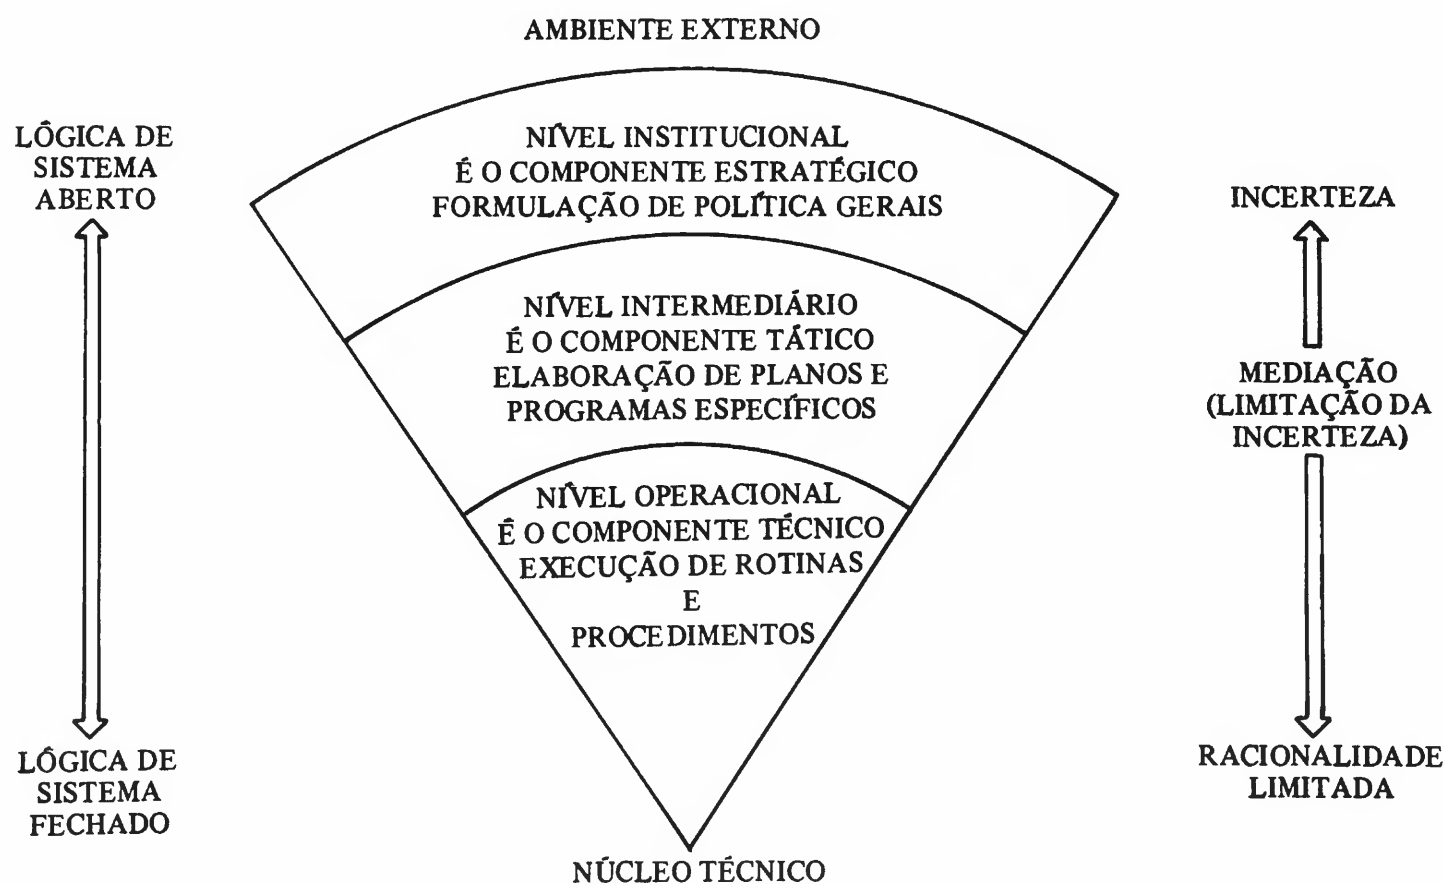 AMBIENTE EXTERNO
LÓGICA DE
SISTEMA
ABERTO
NÍVEL INSTITUCIONAL
É O COMPONENTE ESTRATÉGICO
FORMULAÇÃO DE POLÍTICA GERAIS
INCERTEZA
NÍVEL INTERMEDIÁRIO
É O COMPONENTE TÁTICO
ELABORAÇÃO DE PLANOS E
PROGRAMAS ESPECÍFICOS
MEDIAÇÃO
(LIMITAÇÃO DA
INCERTEZA)
NÍVEL OPERACIONAL
É O COMPONENTE TÉCNICO
EXECUÇÃO DE ROTINAS
E
PROCEDIMENTOS
LÓGICA DE
SISTEMA
FECHADO
RACIONALIDADE
LIMITADA
NÚCLEO TÉCNICO